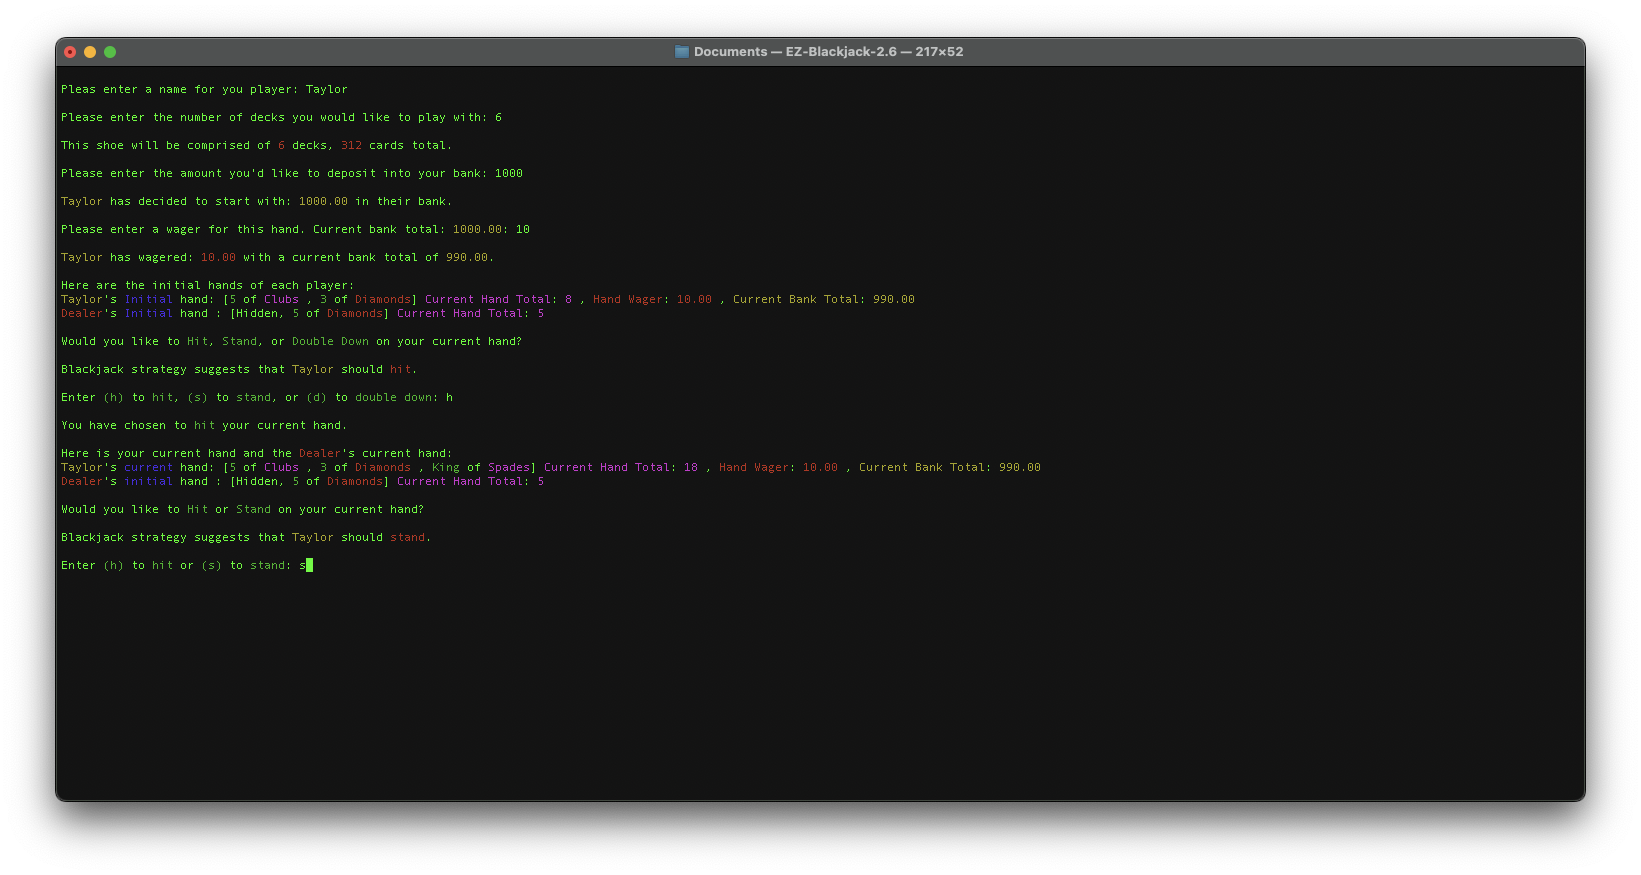 Documents — EZ-Blackjack-2.6 — 217×52
Pleas enter a name for you player: Taylor
Please enter the number of decks you would like to play with: 6
This shoe will be comprised of 6 decks, 312 cards total.
Please enter the amount you'd like to deposit into your bank: 1000
Taylor has decided to start with: 1000.00 in their bank.
Please enter a wager for this hand. Current bank total: 1000.00: 10
Taylor has wagered: 10.00 with a current bank total of 990.00.
Here are the initial hands of each player:
Taylor's Initial hand: [5 of Clubs , 3 of Diamonds] Current Hand Total: 8 , Hand Wager: 10.00 , Current Bank Total: 990.00
Dealer's Initial hand : [Hidden, 5 of Diamonds] Current Hand Total: 5
Would you like to Hit, Stand, or Double Down on your current hand?
Blackjack strategy suggests that Taylor should hit.
Enter (h) to hit, (s) to stand, or (d) to double down: h
You have chosen to hit your current hand.
Here is your current hand and the Dealer's current hand:
Taylor's current hand: [5 of Clubs , 3 of Diamonds , King of Spades] Current Hand Total: 18 , Hand Wager: 10.00 , Current Bank Total: 990.00
Dealer's initial hand : [Hidden, 5 of Diamonds] Current Hand Total: 5
Would you like to Hit or Stand on your current hand?
Blackjack strategy suggests that Taylor should stand.
Enter (h) to hit or (s) to stand: s